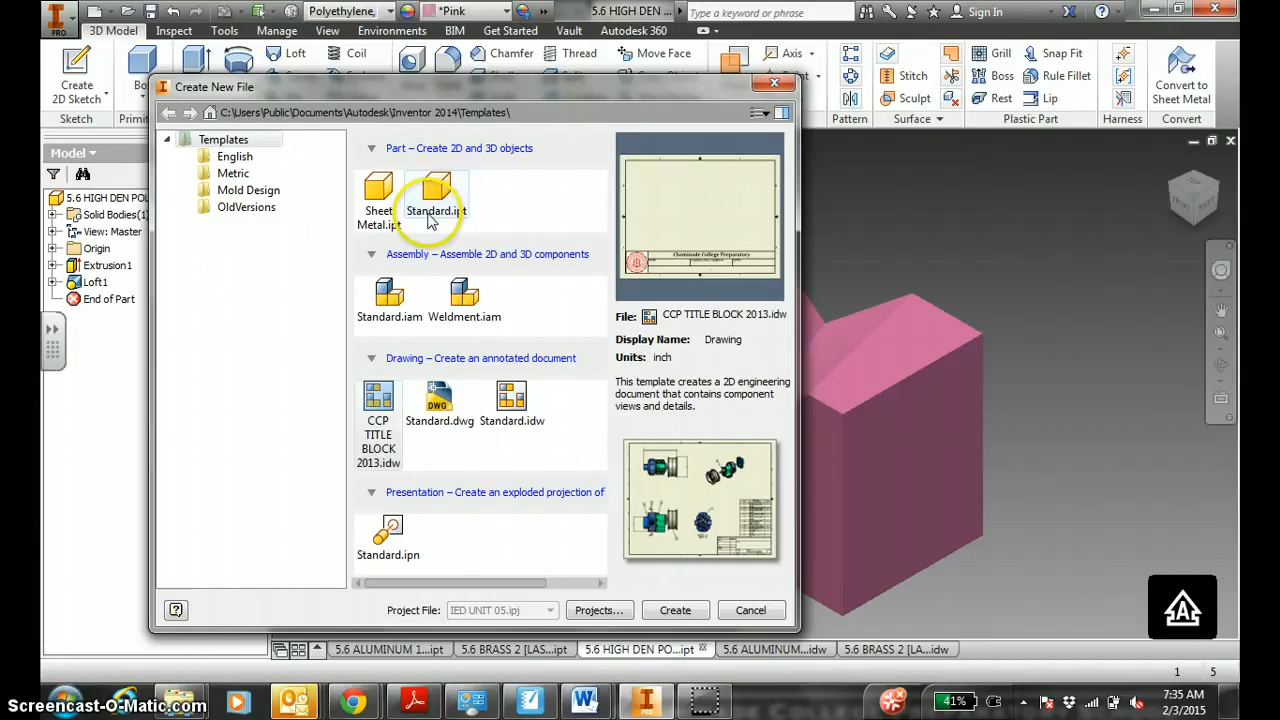 PRO
Polyethylene,
*Pink
5.6 HIGH DEN ...
Type a keyword or phrase
Sign In
3D Model
Inspect
Tools
Manage
View
Environments
BIM
Get Started
Vault
Autodesk 360
Create
2D Sketch
Loft
Coil
Chamfer
Thread
Move Face
Axis
Grill
Snap Fit
Stitch
Boss
Rule Fillet
Sculpt
Rest
Lip
Convert to
Sheet Metal
Sketch
Primit
Pattern
Surface
Plastic Part
Harness
Convert
Create New File
C:\Users\Public\Documents\Autodesk\Inventor 2014\Templates\
Model
5.6 HIGH DEN POL
Solid Bodies(1)
View: Master
Origin
Extrusion1
Loft1
End of Part
Templates
English
Metric
Mold Design
OldVersions
Part – Create 2D and 3D objects
Sheet
Metal.ipt
Standard.ipt
Assembly – Assemble 2D and 3D components
Standard.iam
Weldment.iam
Drawing – Create an annotated document
CCP
TITLE
BLOCK
2013.idw
DWG
Standard.dwg
Standard.idw
Presentation – Create an exploded projection of
Standard.ipn
Chaminade College Preparatory
File:
CCP TITLE BLOCK 2013.idw
Display Name: Drawing
Units: inch
This template creates a 2D engineering
document that contains component
views and details.
Project File:
IED UNIT 05.ipj
Projects...
Create
Cancel
5.6 ALUMINUM 1...ipt
5.6 BRASS 2 [LAS...ipt
5.6 HIGH DEN PO...ipt
5.6 ALUMINUM...idw
5.6 BRASS 2 [LA...idw
1
5
41%
7:35 AM
2/3/2015
Screencast-O-Matic.com